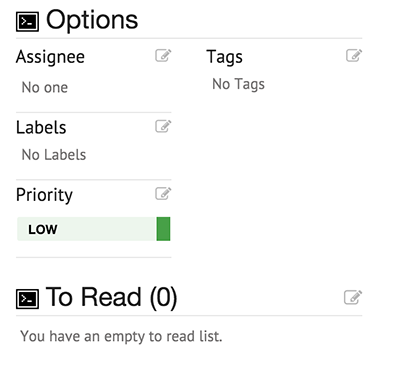 Options
Assignee
No one
Tags
No Tags
Labels
No Labels
Priority
LOW
To Read (0)
You have an empty to read list.